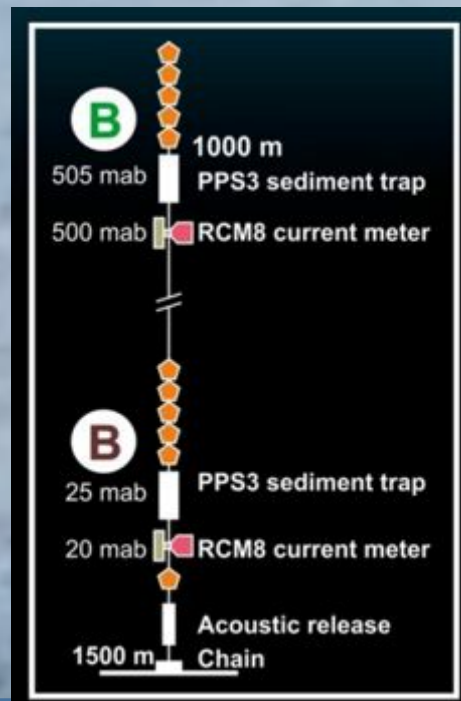 B
1000 m
505 mab PPS3 sediment trap
500 mab RCM8 current meter
B
25 mab PPS3 sediment trap
20 mab RCM8 current meter
Acoustic release
1500 m Chain